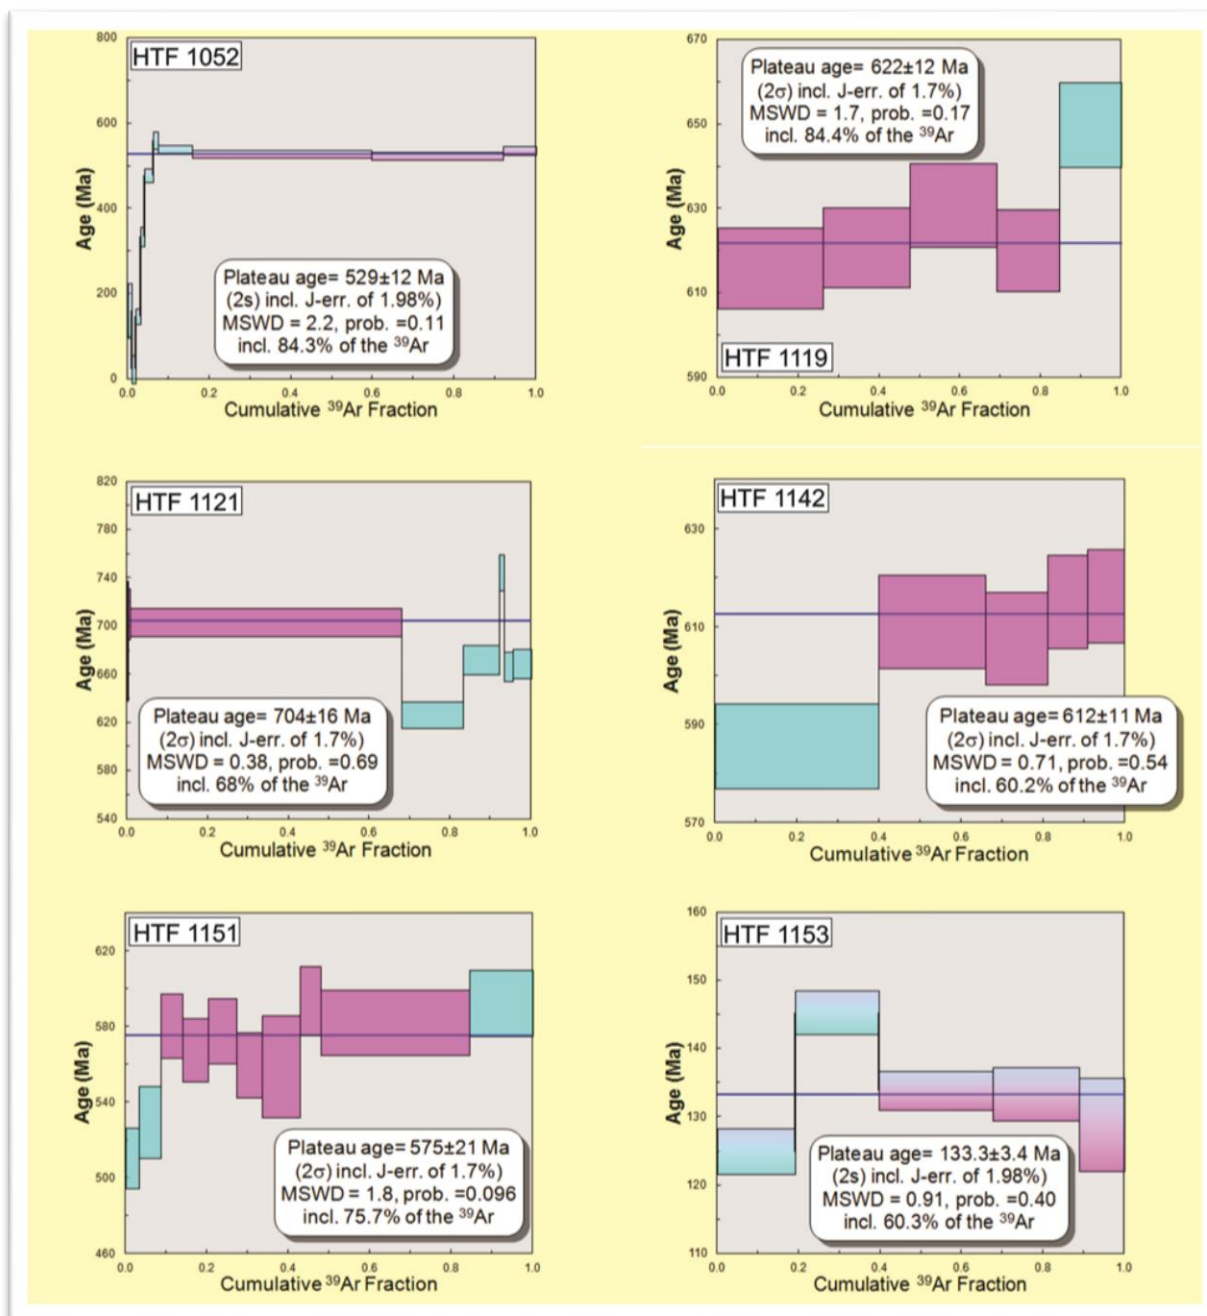 HTF 1052
800
600
400
200
0
Age (Ma)
Plateau age= 529±12 Ma
(2s) incl. J-err. of 1.98%)
MSWD = 2.2, prob. =0.11
incl. 84.3% of the ³⁹Ar
0.0 0.2 0.4 0.6 0.8 1.0
Cumulative ³⁹Ar Fraction
670
650
630
610
590
Age (Ma)
Plateau age= 622±12 Ma
(2σ) incl. J-err. of 1.7%)
MSWD = 1.7, prob. =0.17
incl. 84.4% of the ³⁹Ar
HTF 1119
0.0 0.2 0.4 0.6 0.8 1.0
Cumulative ³⁹Ar Fraction
HTF 1121
820
780
740
700
660
620
580
540
Age (Ma)
Plateau age= 704±16 Ma
(2σ) incl. J-err. of 1.7%)
MSWD = 0.38, prob. =0.69
incl. 68% of the ³⁹Ar
0.0 0.2 0.4 0.6 0.8 1.0
Cumulative ³⁹Ar Fraction
HTF 1142
630
610
590
570
Age (Ma)
Plateau age= 612±11 Ma
(2σ) incl. J-err. of 1.7%)
MSWD = 0.71, prob. =0.54
incl. 60.2% of the ³⁹Ar
0.0 0.2 0.4 0.6 0.8 1.0
Cumulative ³⁹Ar Fraction
HTF 1151
620
580
540
500
460
Age (Ma)
Plateau age= 575±21 Ma
(2σ) incl. J-err. of 1.7%)
MSWD = 1.8, prob. =0.096
incl. 75.7% of the ³⁹Ar
0.0 0.2 0.4 0.6 0.8 1.0
Cumulative ³⁹Ar Fraction
HTF 1153
160
150
140
130
120
110
Age (Ma)
Plateau age= 133.3±3.4 Ma
(2s) incl. J-err. of 1.98%)
MSWD = 0.91, prob. =0.40
incl. 60.3% of the ³⁹Ar
0.0 0.2 0.4 0.6 0.8 1.0
Cumulative ³⁹Ar Fraction